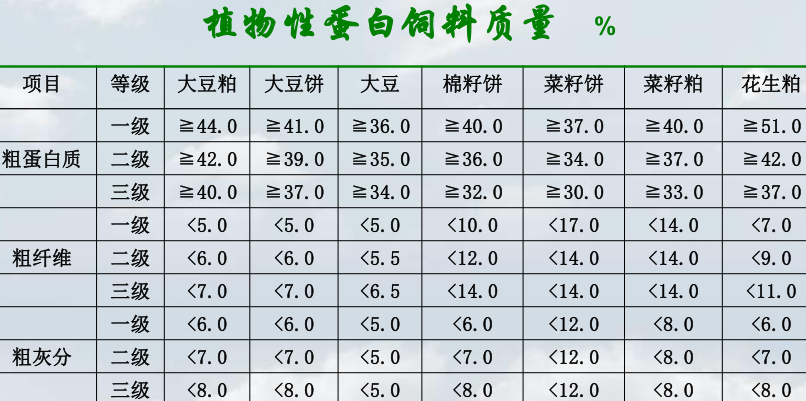 植物性蛋白饲料质量 %
项目 等级 大豆粕 大豆饼 大豆 棉籽饼 菜籽饼 菜籽粕 花生粕
一级 ≧44.0 ≧41.0 ≧36.0 ≧40.0 ≧37.0 ≧40.0 ≧51.0
粗蛋白质 二级 ≧42.0 ≧39.0 ≧35.0 ≧36.0 ≧34.0 ≧37.0 ≧42.0
三级 ≧40.0 ≧37.0 ≧34.0 ≧32.0 ≧30.0 ≧33.0 ≧37.0
一级 <5.0 <5.0 <5.0 <10.0 <17.0 <14.0 <7.0
粗纤维 二级 <6.0 <6.0 <5.5 <12.0 <14.0 <14.0 <9.0
三级 <7.0 <7.0 <6.5 <14.0 <14.0 <14.0 <11.0
一级 <6.0 <6.0 <5.0 <6.0 <12.0 <8.0 <6.0
粗灰分 二级 <7.0 <7.0 <5.0 <7.0 <12.0 <8.0 <7.0
三级 <8.0 <8.0 <5.0 <8.0 <12.0 <8.0 <8.0